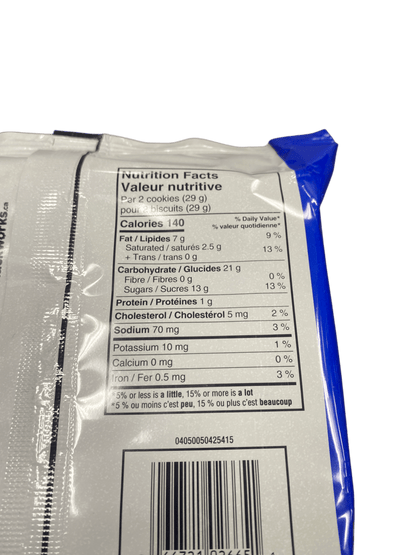 Nutrition Facts
Valeur nutritive
Per 2 cookies (29 g)
pour 2 biscuits (29 g)
Calories 140
% Daily Value*
% valeur quotidienne*
Fat / Lipides 7 g 9 %
Saturated / saturés 2.5 g
+ Trans / trans 0 g 13 %
Carbohydrate / Glucides 21 g
Fibre / Fibres 0 g 0 %
Sugars / Sucres 13 g 13 %
Protein / Protéines 1 g
Cholesterol / Cholestérol 5 mg 2 %
Sodium 70 mg 3 %
Potassium 10 mg 1 %
Calcium 0 mg 0 %
Iron / Fer 0.5 mg 3 %
*5% or less is a little, 15% or more is a lot
*5 % ou moins c'est peu, 15 % ou plus c'est beaucoup
04050050425415